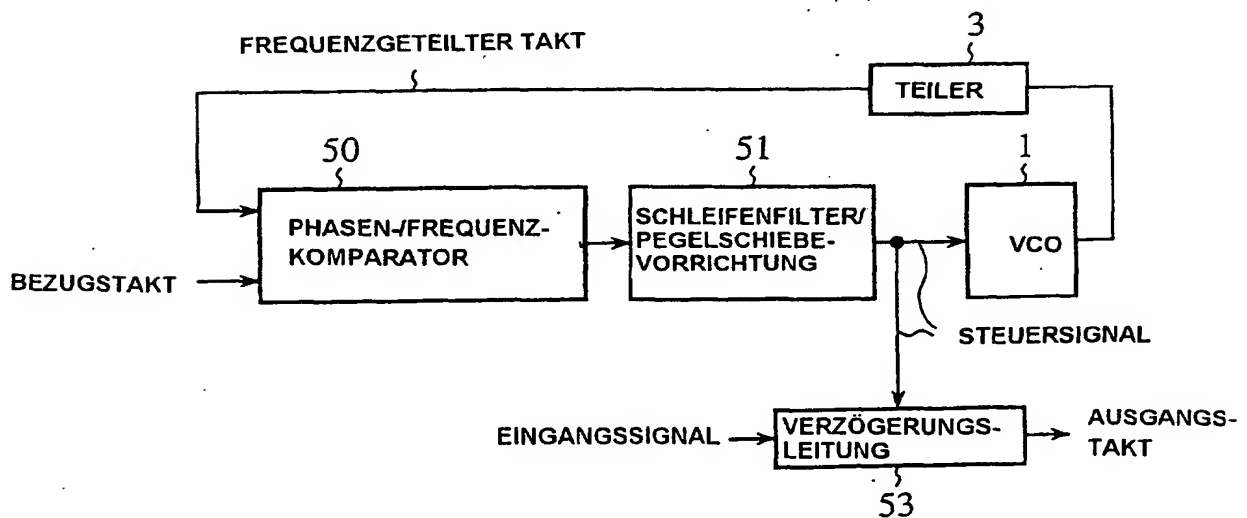 FREQUENZGETEILTER TAKT
3
TEILER
50
51
1
PHASEN-/FREQUENZ-
KOMPARATOR
SCHLEIFENFILTER/
PEGELSCHIEBE-
VORRICHTUNG
VCO
BEZUGSTAKT
STEUERSIGNAL
EINGANGSSIGNAL
VERZÖGERUNGS-
LEITUNG
AUSGANGS-
TAKT
53